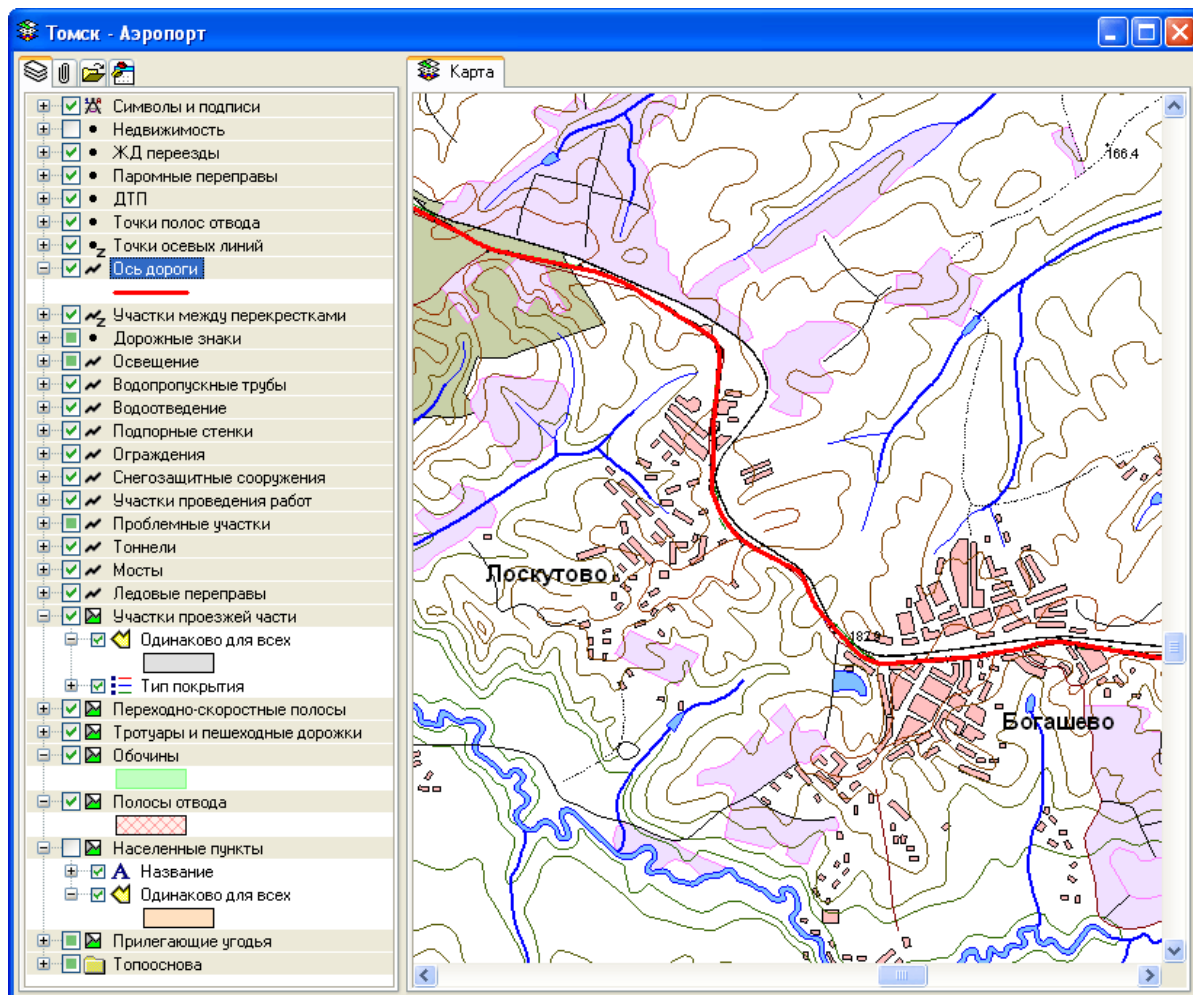 Томск - Аэропорт
Карта
Символы и подписи
Недвижимость
ЖД переезды
Паромные переправы
ДТП
Точки полос отвода
Точки осевых линий
Ось дороги
Участки между перекрестками
Дорожные знаки
Освещение
Водопропускные трубы
Водоотведение
Подпорные стенки
Ограждения
Снегозащитные сооружения
Участки проведения работ
Проблемные участки
Тоннели
Мосты
Ледовые переправы
Участки проезжей части
Одинаково для всех
Тип покрытия
Переходно-скоростные полосы
Тротуары и пешеходные дорожки
Обочины
Полосы отвода
Населенные пункты
Название
Одинаково для всех
Прилегающие угодья
Топооснова
166.4
Лоскутово
Богашево